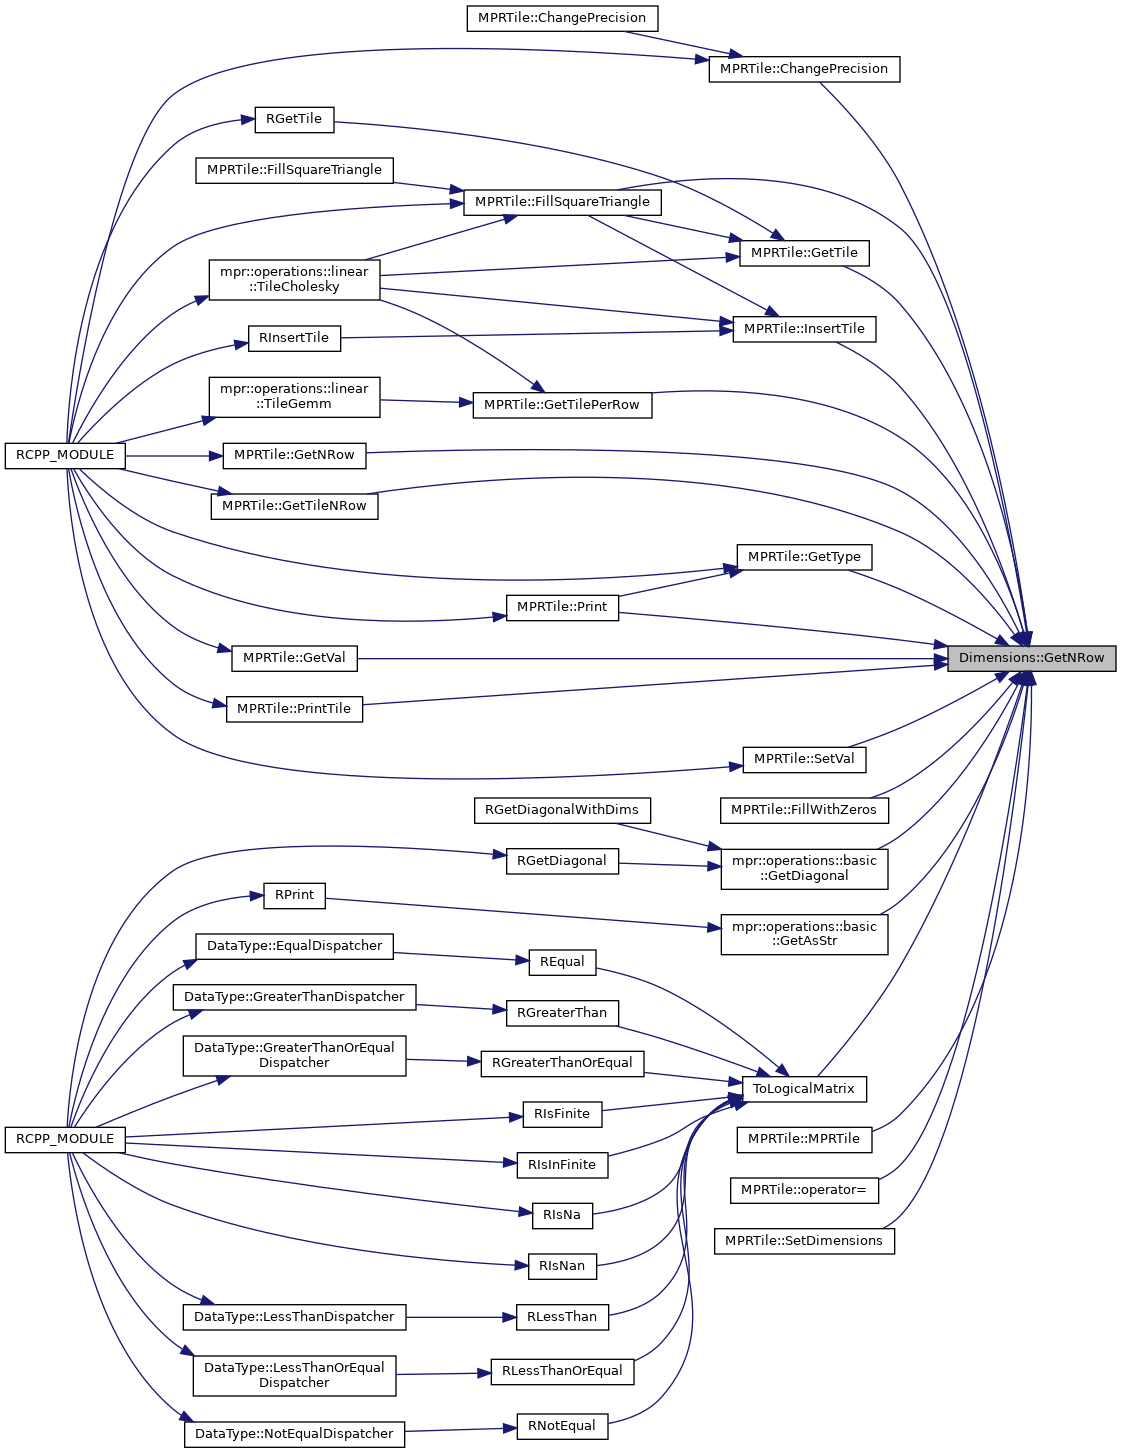 MPRTile::ChangePrecision
MPRTile::ChangePrecision
RGetTile
MPRTile::FillSquareTriangle
MPRTile::FillSquareTriangle
MPRTile::GetTile
mpr::operations::linear
::TileCholesky
MPRTile::InsertTile
RInsertTile
mpr::operations::linear
::TileGemm
MPRTile::GetTilePerRow
RCPP_MODULE
MPRTile::GetNRow
MPRTile::GetTileNRow
MPRTile::GetType
MPRTile::Print
MPRTile::GetVal
Dimensions::GetNRow
MPRTile::PrintTile
MPRTile::SetVal
RGetDiagonalWithDims
MPRTile::FillWithZeros
RGetDiagonal
mpr::operations::basic
::GetDiagonal
RPrint
mpr::operations::basic
::GetAsStr
DataType::EqualDispatcher
REqual
DataType::GreaterThanDispatcher
RGreaterThan
DataType::GreaterThanOrEqual
Dispatcher
RGreaterThanOrEqual
ToLogicalMatrix
RIsFinite
RCPP_MODULE
MPRTile::MPRTile
RIsInFinite
MPRTile::operator=
RIsNa
MPRTile::SetDimensions
RIsNan
DataType::LessThanDispatcher
RLessThan
DataType::LessThanOrEqual
Dispatcher
RLessThanOrEqual
DataType::NotEqualDispatcher
RNotEqual